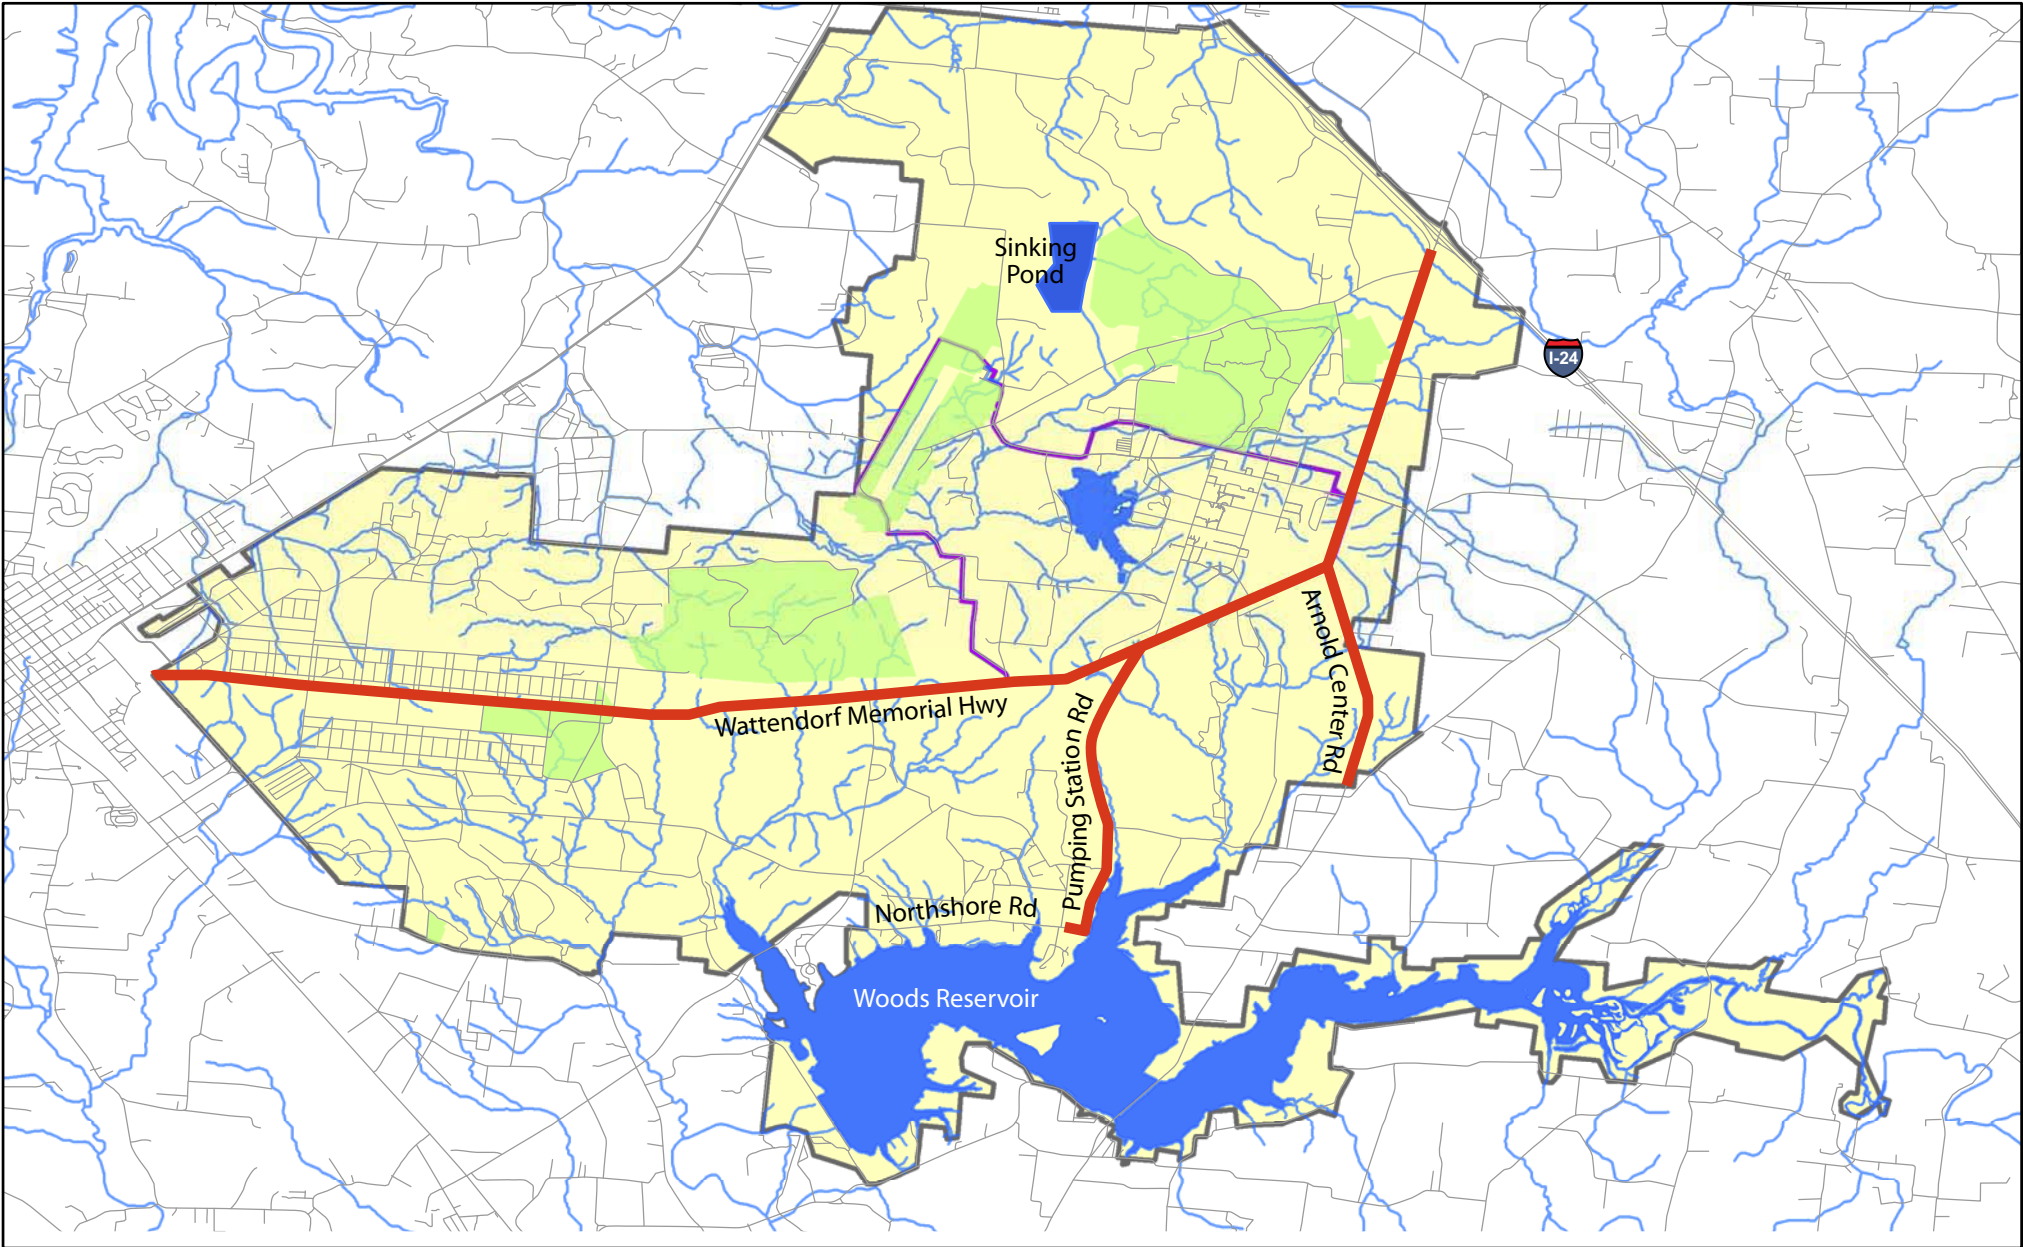 Sinking
Pond
I-24
Arnold Center Rd
Wattendorf Memorial Hwy
Pumping Station Rd
Northshore Rd
Woods Reservoir